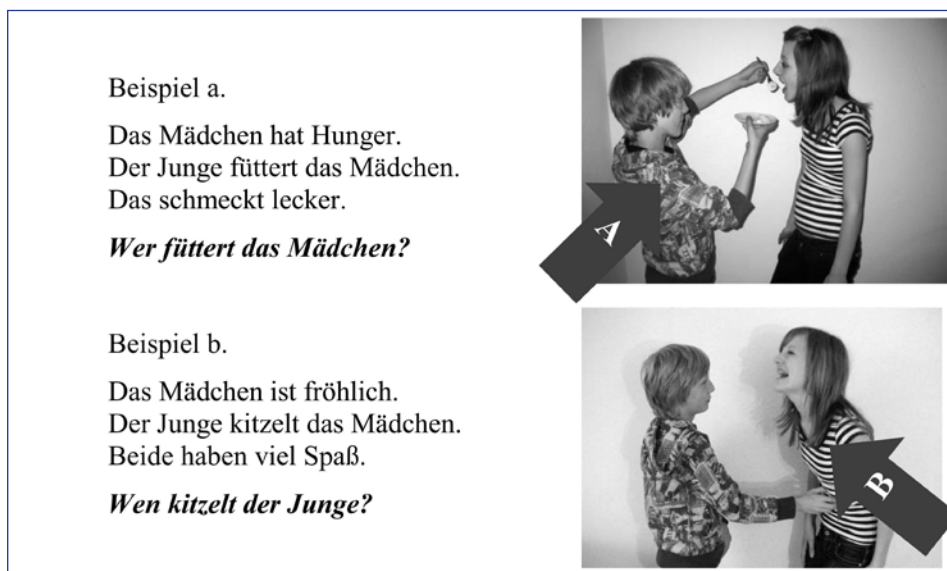 Beispiel a.
Das Mädchen hat Hunger.
Der Junge füttert das Mädchen.
Das schmeckt lecker.
Wer füttert das Mädchen?
A
Beispiel b.
Das Mädchen ist fröhlich.
Der Junge kitzelt das Mädchen.
Beide haben viel Spaß.
Wen kitzelt der Junge?
B